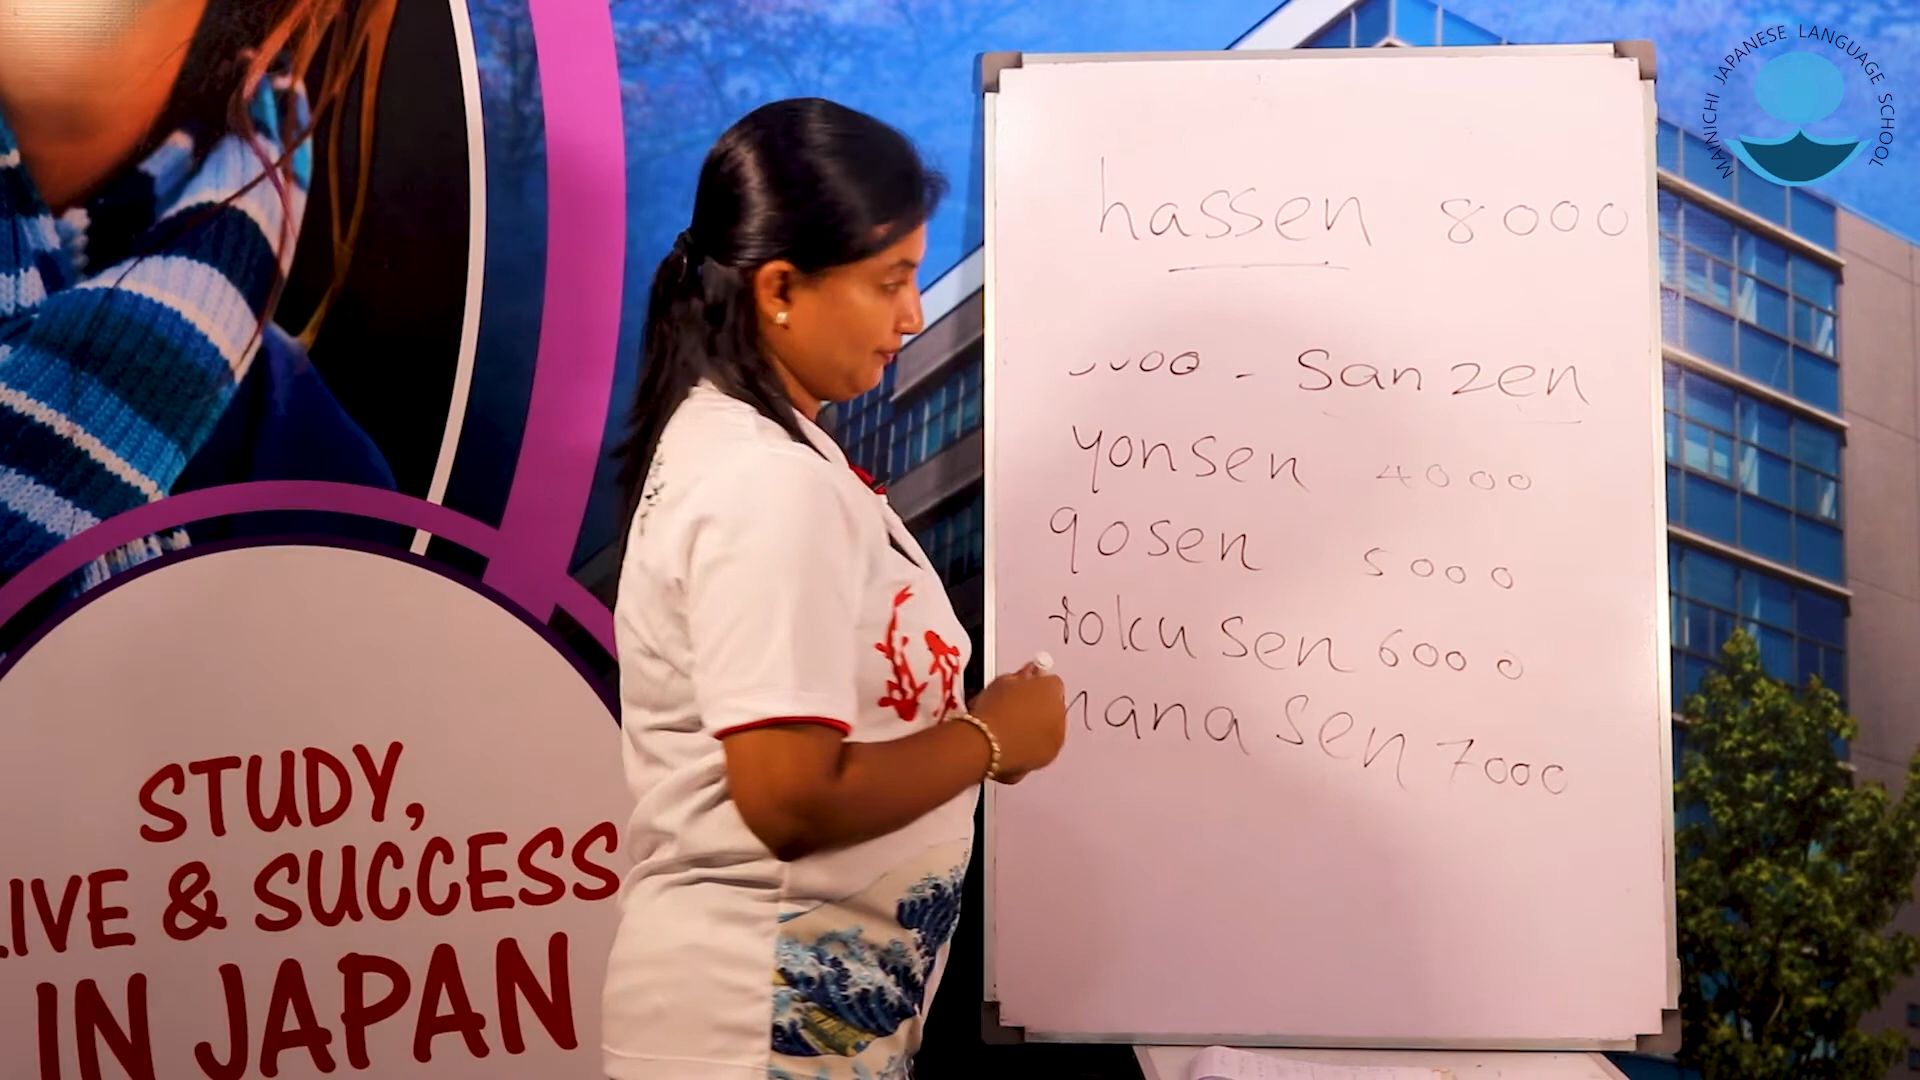 MAINICHI JAPANESE LANGUAGE SCHOOL
hassen 8000
- sanzen
yonsen 4000
gosen 5000
rokusen 6000
nanasen 7000
STUDY,
LIVE & SUCCESS
IN JAPAN